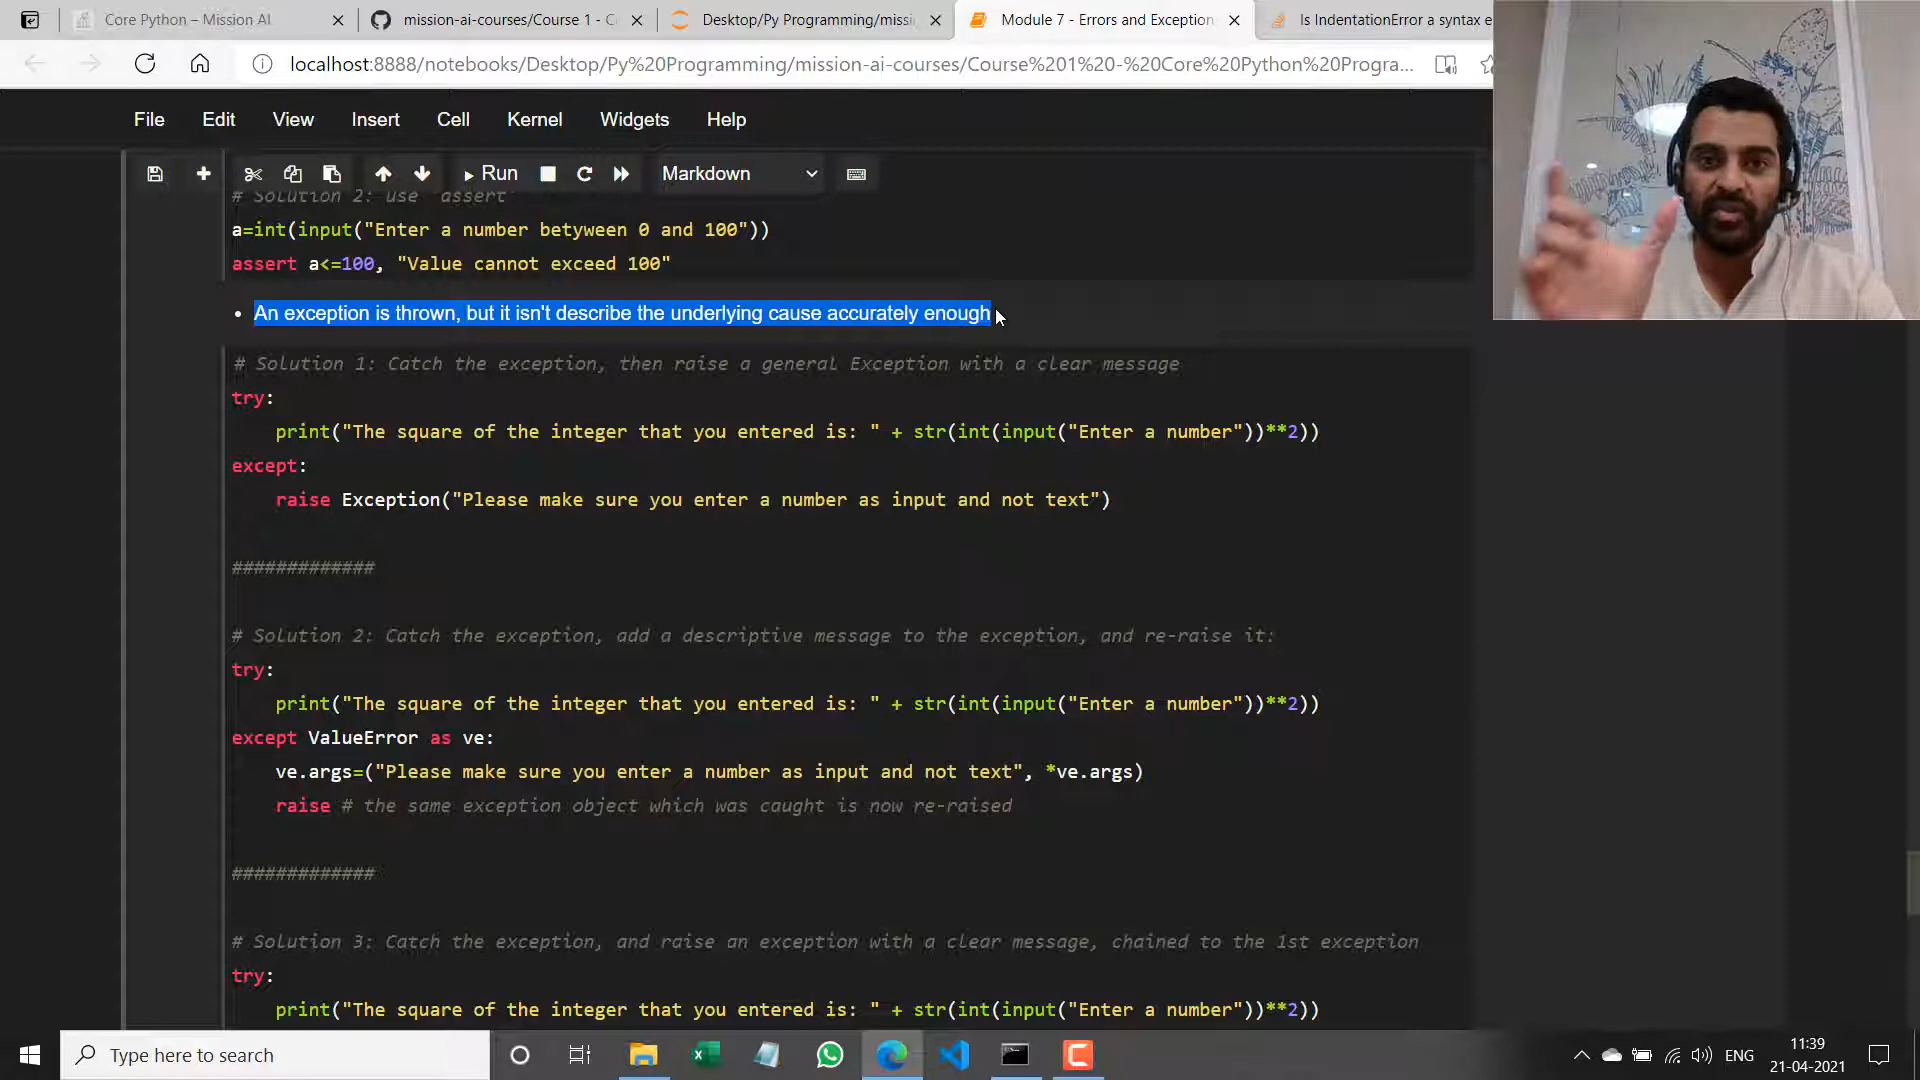 Core Python – Mission AI
mission-ai-courses/Course 1 - C
Desktop/Py Programming/missi
Module 7 - Errors and Exception
Is IndentationError a syntax e
localhost:8888/notebooks/Desktop/Py%20Programming/mission-ai-courses/Course%201%20-%20Core%20Python%20Progra...
File Edit View Insert Cell Kernel Widgets Help
Run Markdown
# Solution 2: use assert
a=int(input("Enter a number betyween 0 and 100"))
assert a<=100, "Value cannot exceed 100"
• An exception is thrown, but it isn't describe the underlying cause accurately enough
# Solution 1: Catch the exception, then raise a general Exception with a clear message
try:
print("The square of the integer that you entered is: " + str(int(input("Enter a number"))**2))
except:
raise Exception("Please make sure you enter a number as input and not text")
#############
# Solution 2: Catch the exception, add a descriptive message to the exception, and re-raise it:
try:
print("The square of the integer that you entered is: " + str(int(input("Enter a number"))**2))
except ValueError as ve:
ve.args=("Please make sure you enter a number as input and not text", *ve.args)
raise # the same exception object which was caught is now re-raised
#############
# Solution 3: Catch the exception, and raise an exception with a clear message, chained to the 1st exception
try:
print("The square of the integer that you entered is: " + str(int(input("Enter a number"))**2))
Type here to search
ENG
11:39
21-04-2021